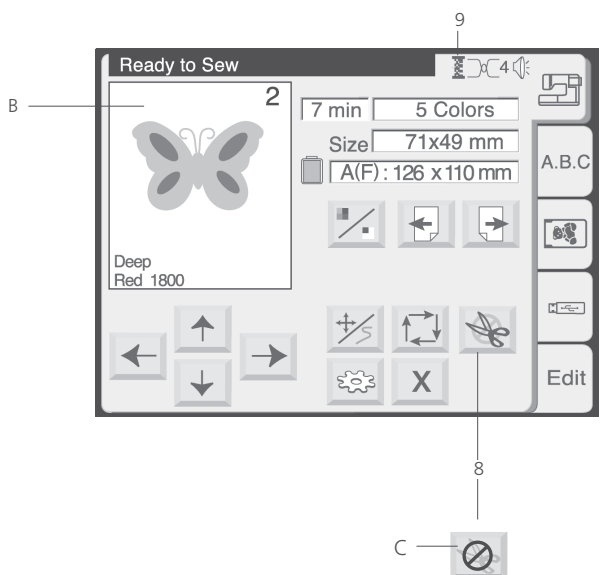 9
Ready to Sew
4
B
2
7 min
5 Colors
Size
71x49 mm
A(F) : 126 x 110 mm
A.B.C
Deep
Red 1800
X
Edit
8
C